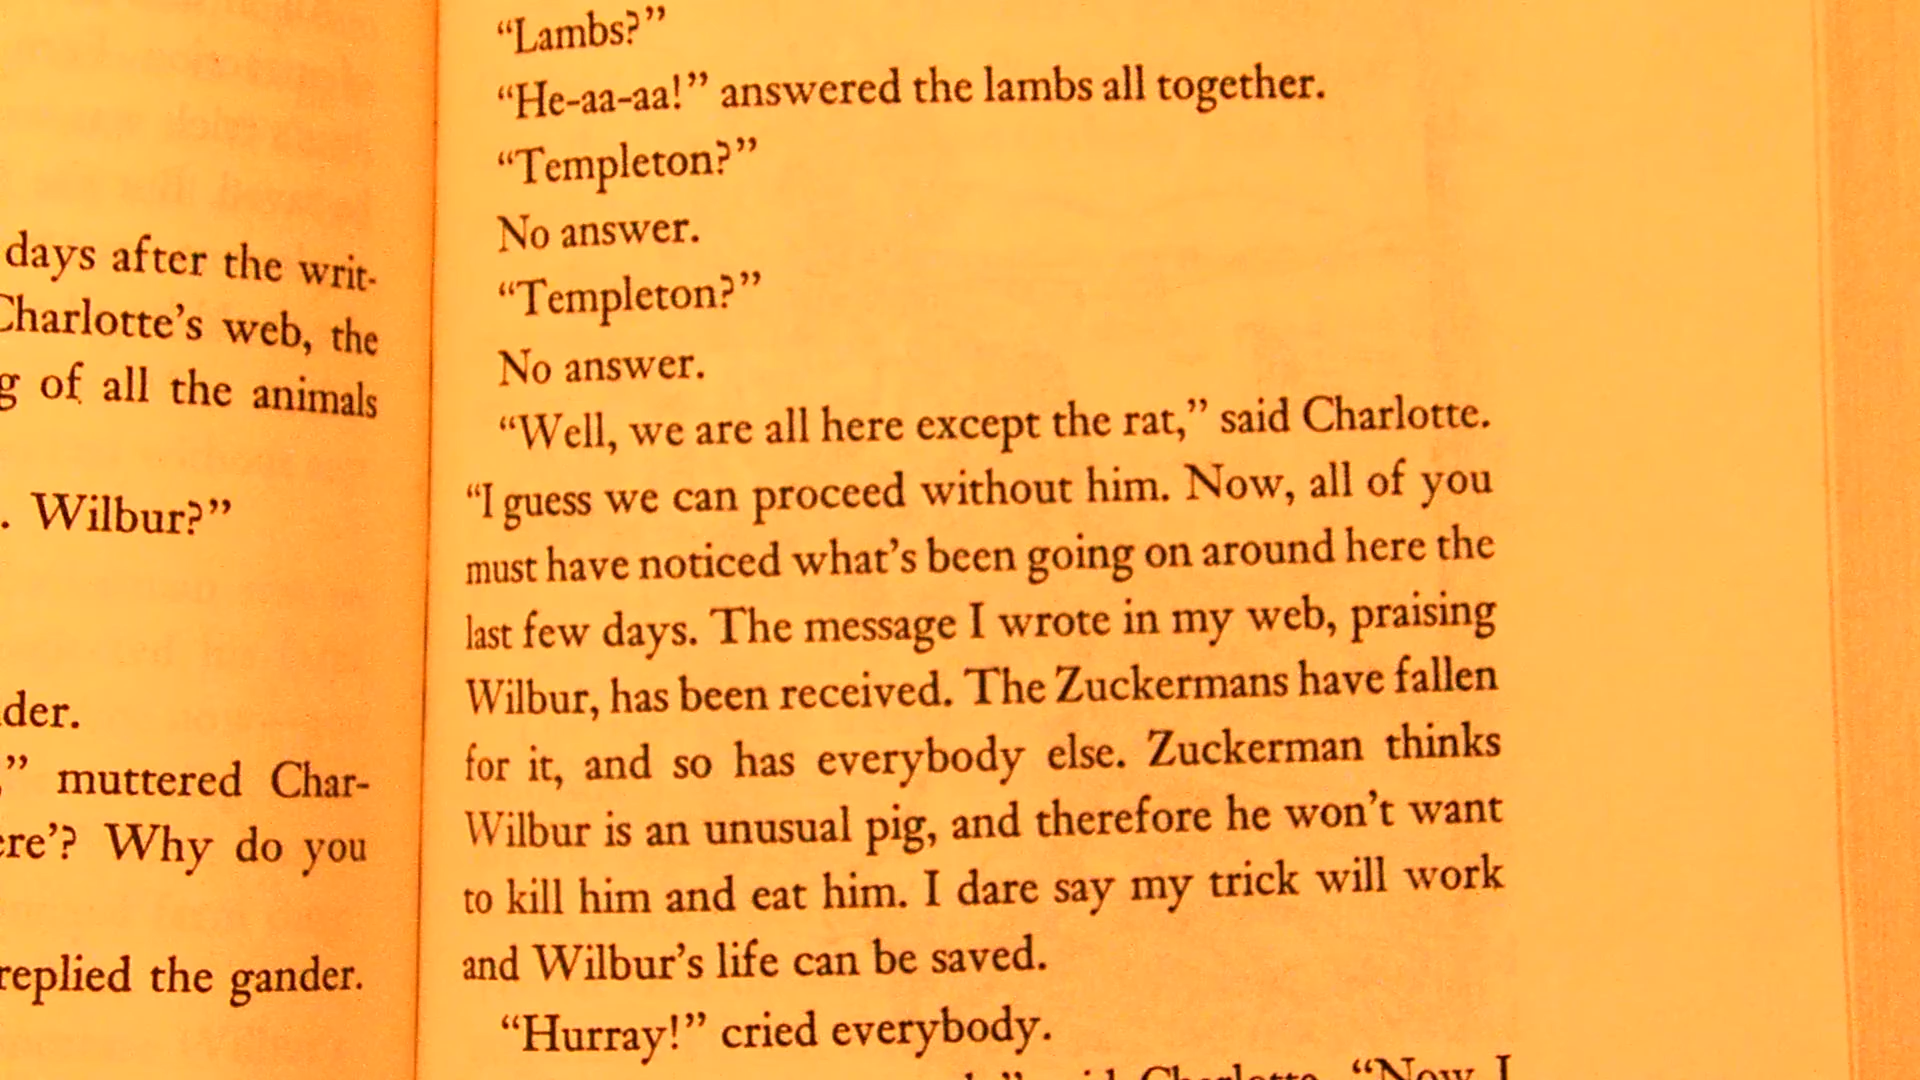 days after the writ-
Charlotte's web, the
g of all the animals
. Wilbur?”
der.
,” muttered Char-
ere'? Why do you
replied the gander.
“Lambs?”
“He-aa-aa!” answered the lambs all together.
“Templeton?”
No answer.
“Templeton?”
No answer.
“Well, we are all here except the rat,” said Charlotte.
“I guess we can proceed without him. Now, all of you
must have noticed what's been going on around here the
last few days. The message I wrote in my web, praising
Wilbur, has been received. The Zuckermans have fallen
for it, and so has everybody else. Zuckerman thinks
Wilbur is an unusual pig, and therefore he won't want
to kill him and eat him. I dare say my trick will work
and Wilbur's life can be saved.
“Hurray!” cried everybody.
Charlotte. “Now I